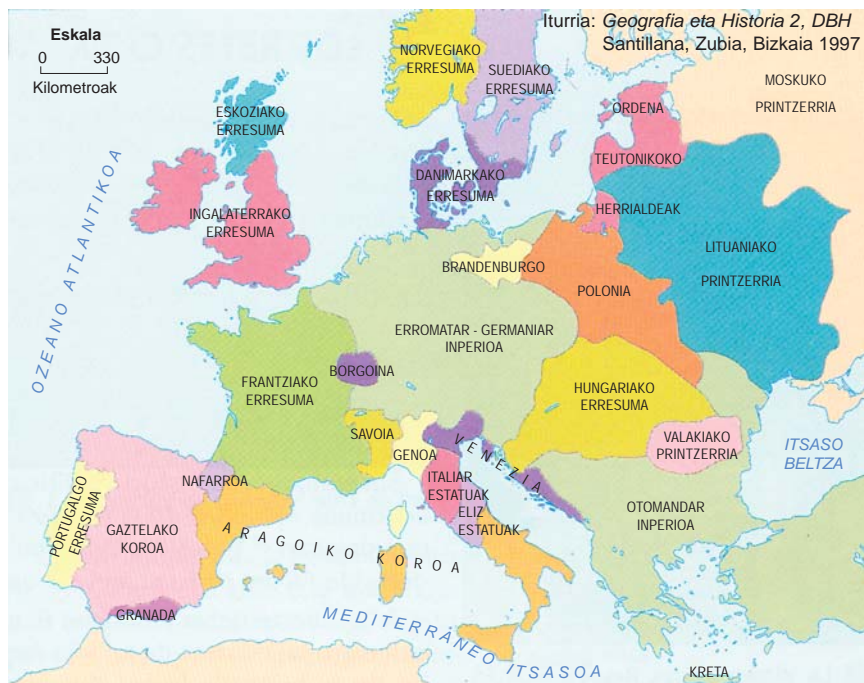 Iturria: Geografia eta Historia 2, DBH
Santillana, Zubia, Bizkaia 1997
Eskala
0 330
Kilometroak
NORVEGIAKO
ERRESUMA
SUEDIAKO
ERRESUMA
MOSKUKO
PRINTZERRIA
ESKOZIAKO
ERRESUMA
ORDENA
TEUTONIKOKO
HERRIALDEAK
DANIMARKAKO
ERRESUMA
OZEANO ATLANTIKOA
INGALATERRAKO
ERRESUMA
LITUANIAKO
PRINTZERRIA
BRANDENBURGO
POLONIA
ERROMATAR - GERMANIAR
INPERIOA
FRANTZIAKO
ERRESUMA
BORGOINA
HUNGARIAKO
ERRESUMA
SAVOIA
GENOA
VENEZIA
VALAKIAKO
PRINTZERRIA
ITSASO
BELTZA
NAFARROA
ITALIAR
ESTATUAK
ELIZ
ESTATUAK
PORTUGALGO
ERRESUMA
GAZTELAKO
KOROA
ARAGOIKO KOROA
OTOMANDAR
INPERIOA
GRANADA
MEDITERRANEO ITSASOA
KRETA